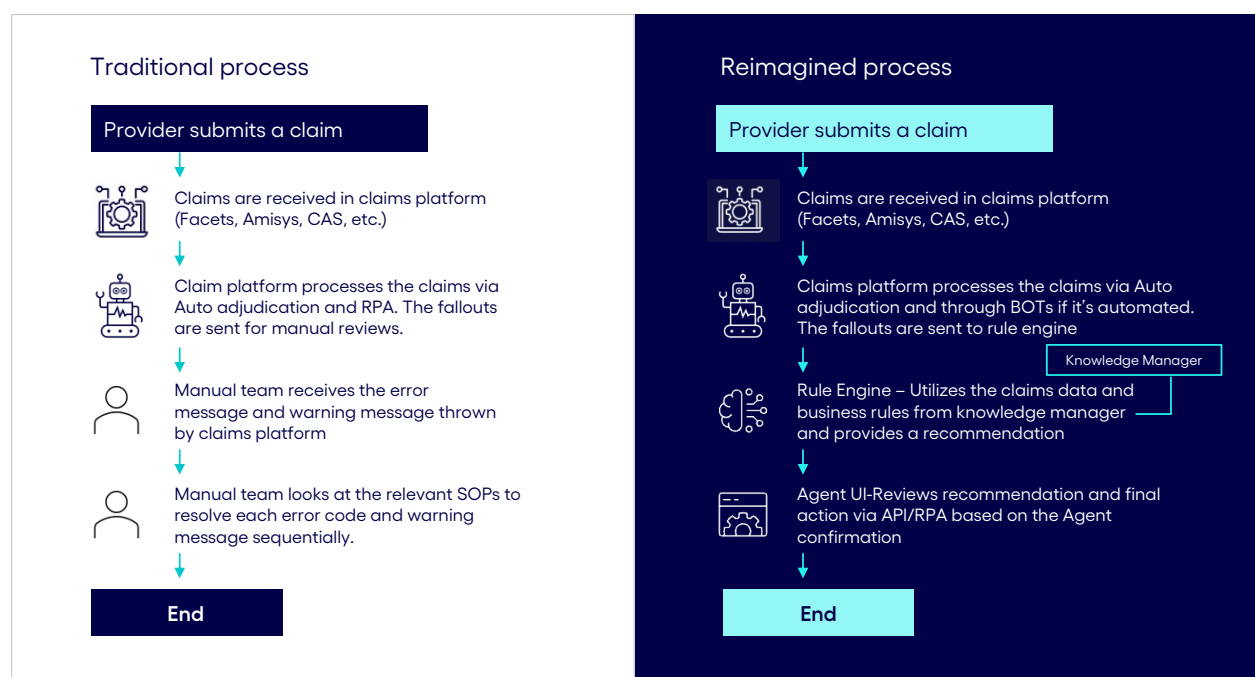 Traditional process
Provider submits a claim
Claims are received in claims platform
(Facets, Amisys, CAS, etc.)
Claim platform processes the claims via
Auto adjudication and RPA. The fallouts
are sent for manual reviews.
Manual team receives the error
message and warning message thrown
by claims platform
Manual team looks at the relevant SOPs to
resolve each error code and warning
message sequentially.
End
Reimagined process
Provider submits a claim
Claims are received in claims platform
(Facets, Amisys, CAS, etc.)
Claims platform processes the claims via Auto
adjudication and through BOTs if it’s automated.
The fallouts are sent to rule engine
Knowledge Manager
Rule Engine – Utilizes the claims data and
business rules from knowledge manager
and provides a recommendation
Agent UI-Reviews recommendation and final
action via API/RPA based on the Agent
confirmation
End